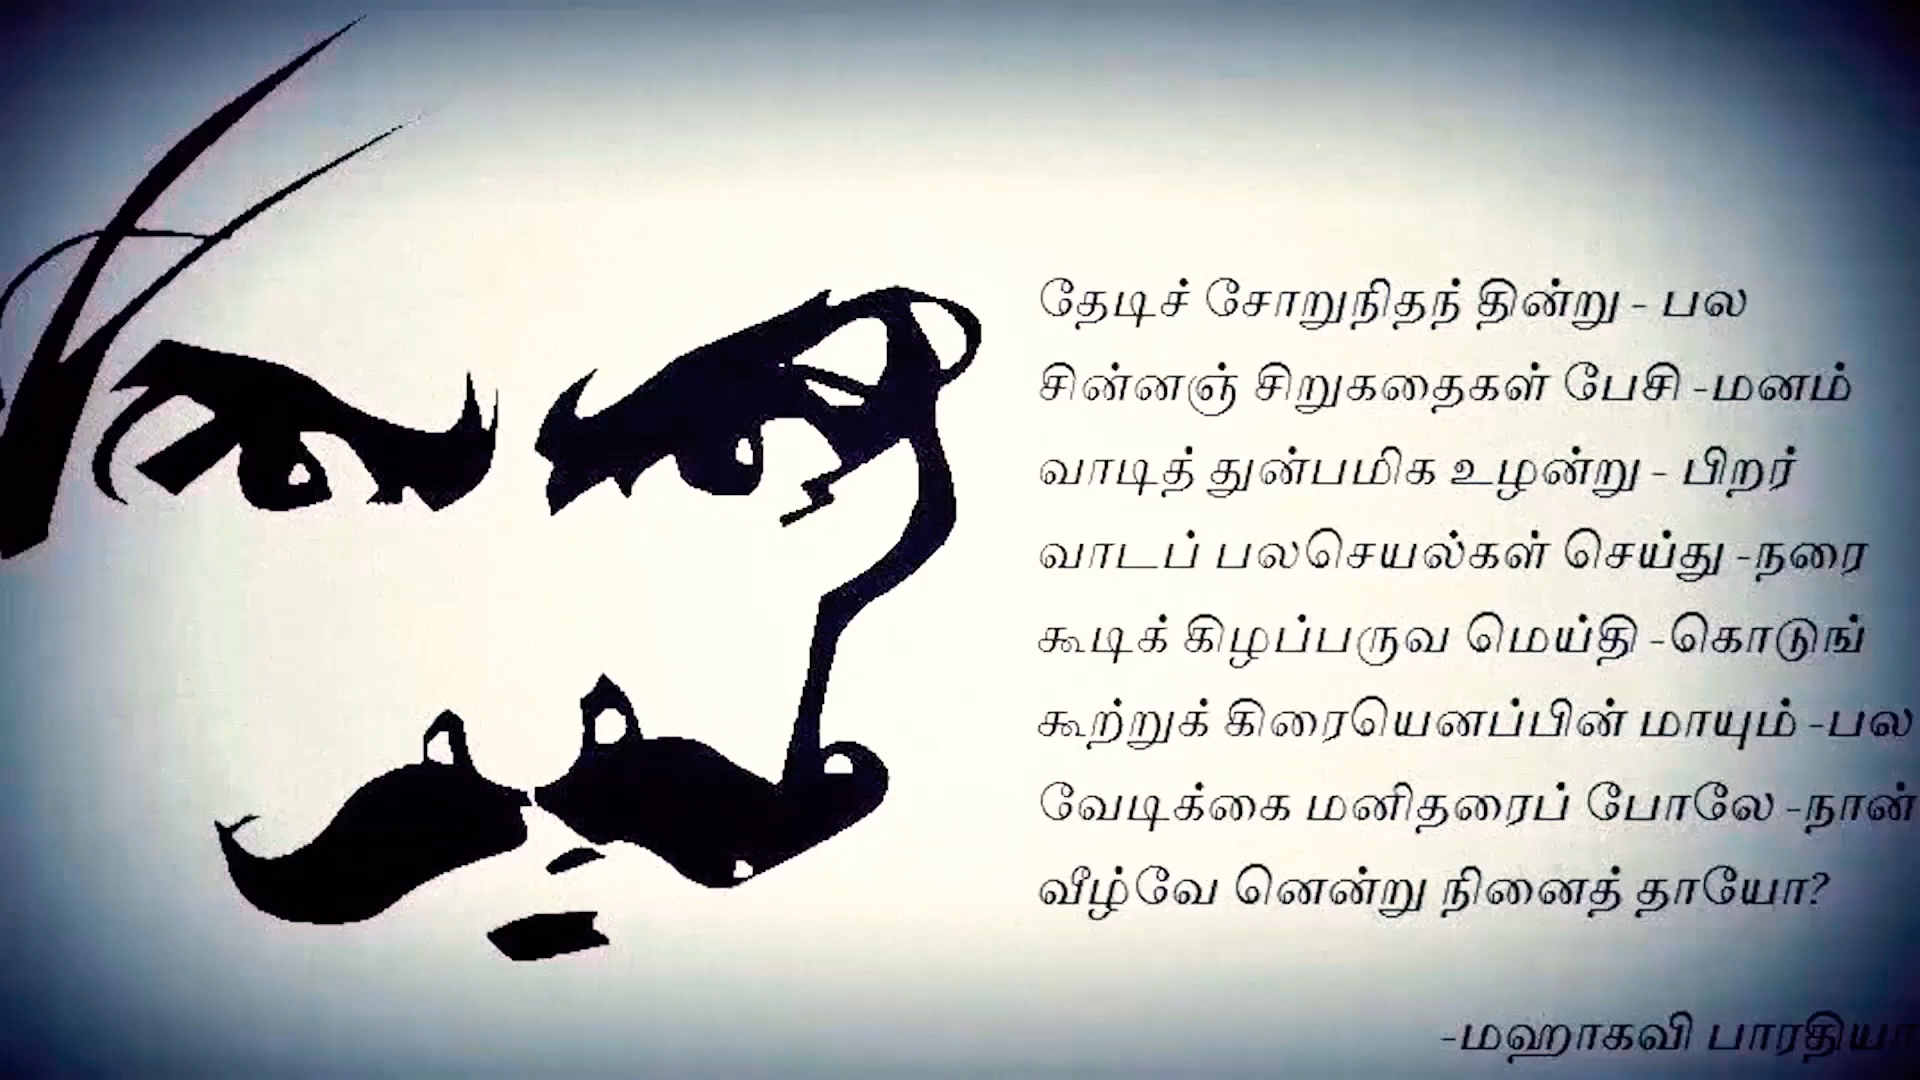 தேடிச் சோறுநிதந் தின்று - பல
சின்னஞ் சிறுகதைகள் பேசி -மனம்
வாடித் துன்பமிக உழன்று - பிறர்
வாடப் பலசெயல்கள் செய்து -நரை
கூடிக் கிழப்பருவ மெய்தி -கொடுங்
கூற்றுக் கிரையெனப்பின் மாயும் -பல
வேடிக்கை மனிதரைப் போலே -நான்
வீழ்வே னென்று நினைத் தாயோ?
-மஹாகவி பாரதியா